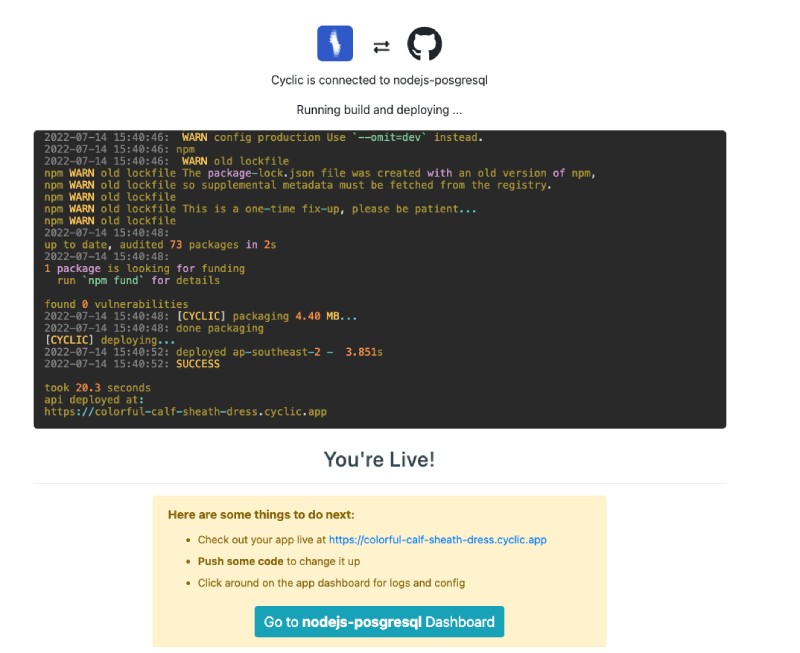 Cyclic is connected to nodejs-posgresql
Running build and deploying ...
2022-07-14 15:40:46:  WARN config production Use `--omit=dev` instead.
2022-07-14 15:40:46: npm
2022-07-14 15:40:46:  WARN old lockfile
npm WARN old lockfile The package-lock.json file was created with an old version of npm,
npm WARN old lockfile so supplemental metadata must be fetched from the registry.
npm WARN old lockfile
npm WARN old lockfile This is a one-time fix-up, please be patient...
npm WARN old lockfile
2022-07-14 15:40:48:
up to date, audited 73 packages in 2s
2022-07-14 15:40:48:
1 package is looking for funding
  run `npm fund` for details
found 0 vulnerabilities
2022-07-14 15:40:48: [CYCLIC] packaging 4.40 MB...
2022-07-14 15:40:48: done packaging
[CYCLIC] deploying...
2022-07-14 15:40:52: deployed ap-southeast-2 -  3.851s
2022-07-14 15:40:52: SUCCESS
took 20.3 seconds
api deployed at:
https://colorful-calf-sheath-dress.cyclic.app
You're Live!
Here are some things to do next:
• Check out your app live at https://colorful-calf-sheath-dress.cyclic.app
• Push some code to change it up
• Click around on the app dashboard for logs and config
Go to nodejs-posgresql Dashboard